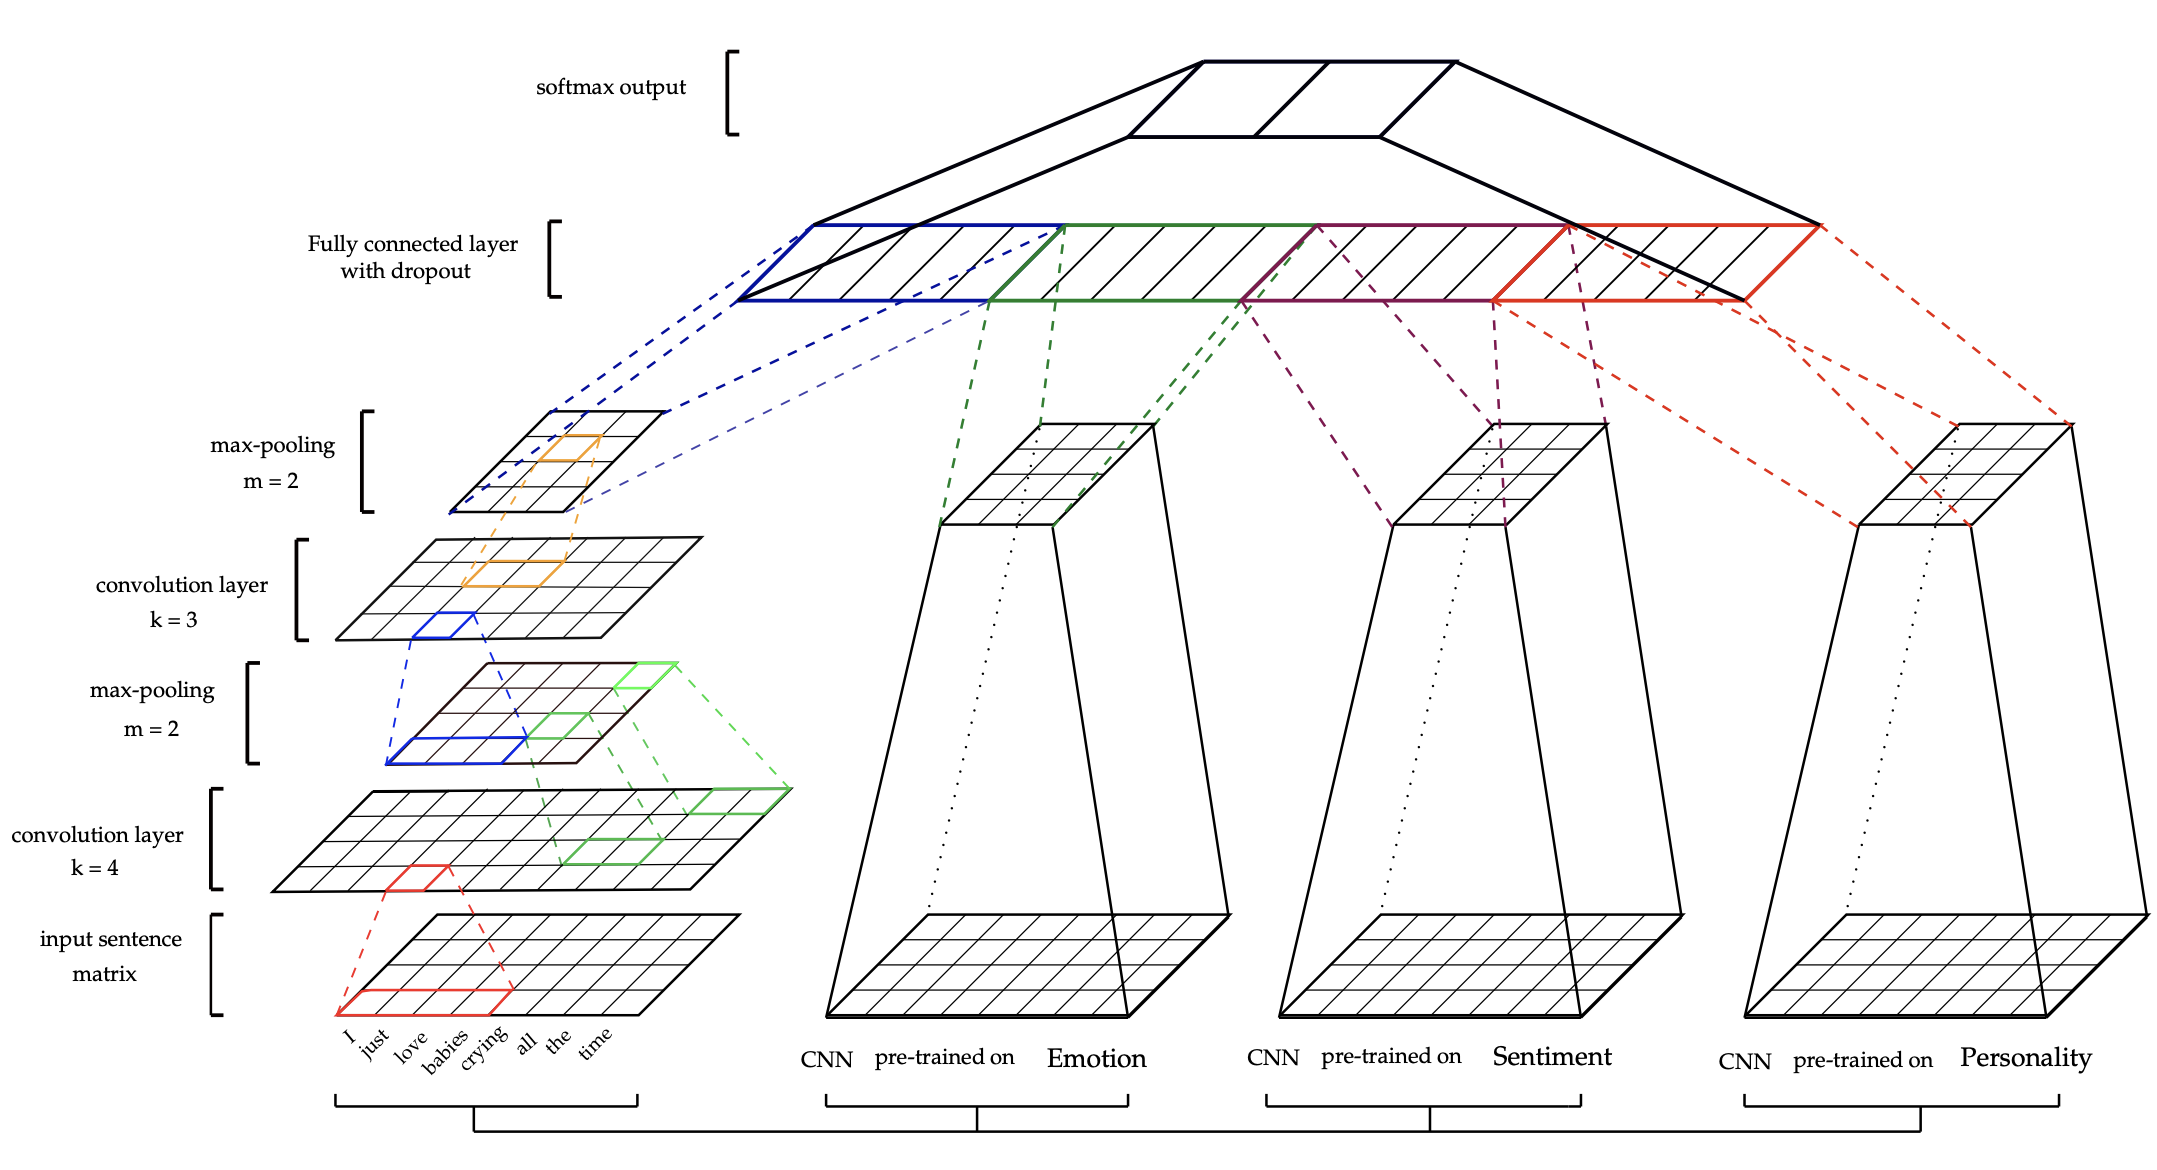 softmax output
Fully connected layer
with dropout
max-pooling
m = 2
convolution layer
k = 3
max-pooling
m = 2
convolution layer
k = 4
input sentence
matrix
I just love babies crying all the time
CNN pre-trained on Emotion
CNN pre-trained on Sentiment
CNN pre-trained on Personality